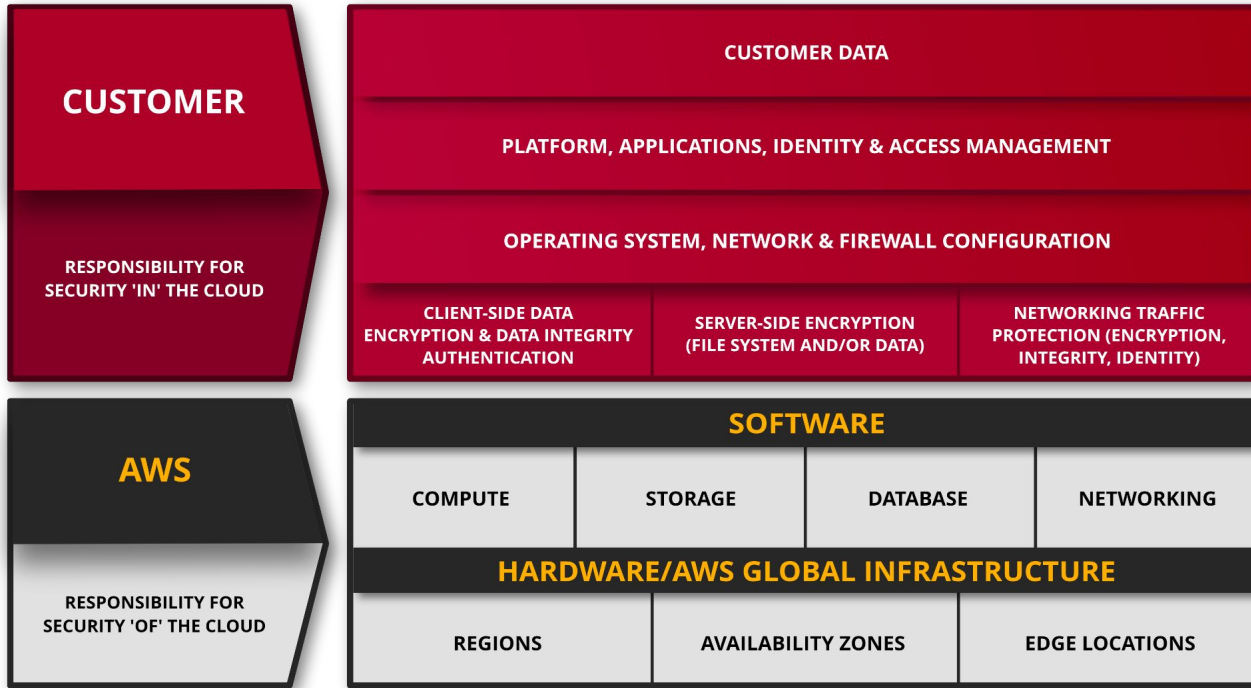 CUSTOMER
RESPONSIBILITY FOR
SECURITY 'IN' THE CLOUD
CUSTOMER DATA
PLATFORM, APPLICATIONS, IDENTITY & ACCESS MANAGEMENT
OPERATING SYSTEM, NETWORK & FIREWALL CONFIGURATION
CLIENT-SIDE DATA
ENCRYPTION & DATA INTEGRITY
AUTHENTICATION
SERVER-SIDE ENCRYPTION
(FILE SYSTEM AND/OR DATA)
NETWORKING TRAFFIC
PROTECTION (ENCRYPTION,
INTEGRITY, IDENTITY)
AWS
RESPONSIBILITY FOR
SECURITY 'OF' THE CLOUD
SOFTWARE
COMPUTE
STORAGE
DATABASE
NETWORKING
HARDWARE/AWS GLOBAL INFRASTRUCTURE
REGIONS
AVAILABILITY ZONES
EDGE LOCATIONS